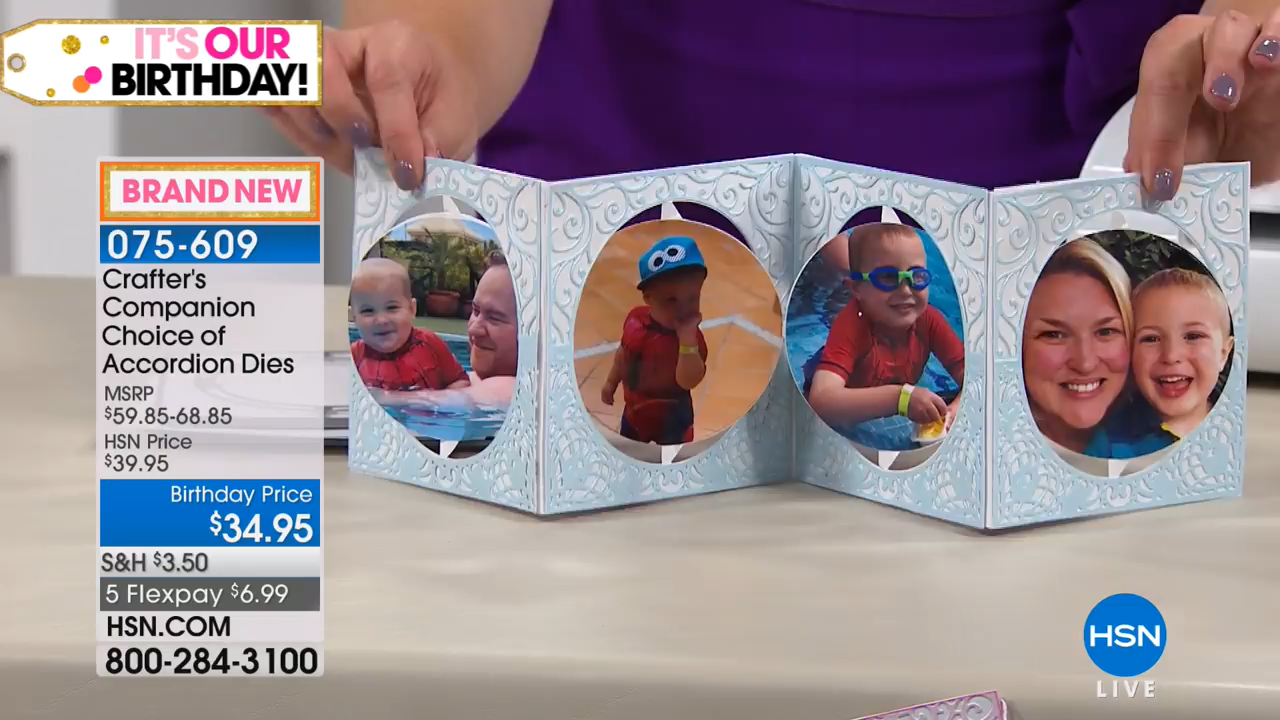 IT'S OUR
BIRTHDAY!
BRAND NEW
075-609
Crafter's
Companion
Choice of
Accordion Dies
MSRP
$59.85-68.85
HSN Price
$39.95
Birthday Price
$34.95
S&H $3.50
5 Flexpay $6.99
HSN.COM
800-284-3100
HSN
LIVE